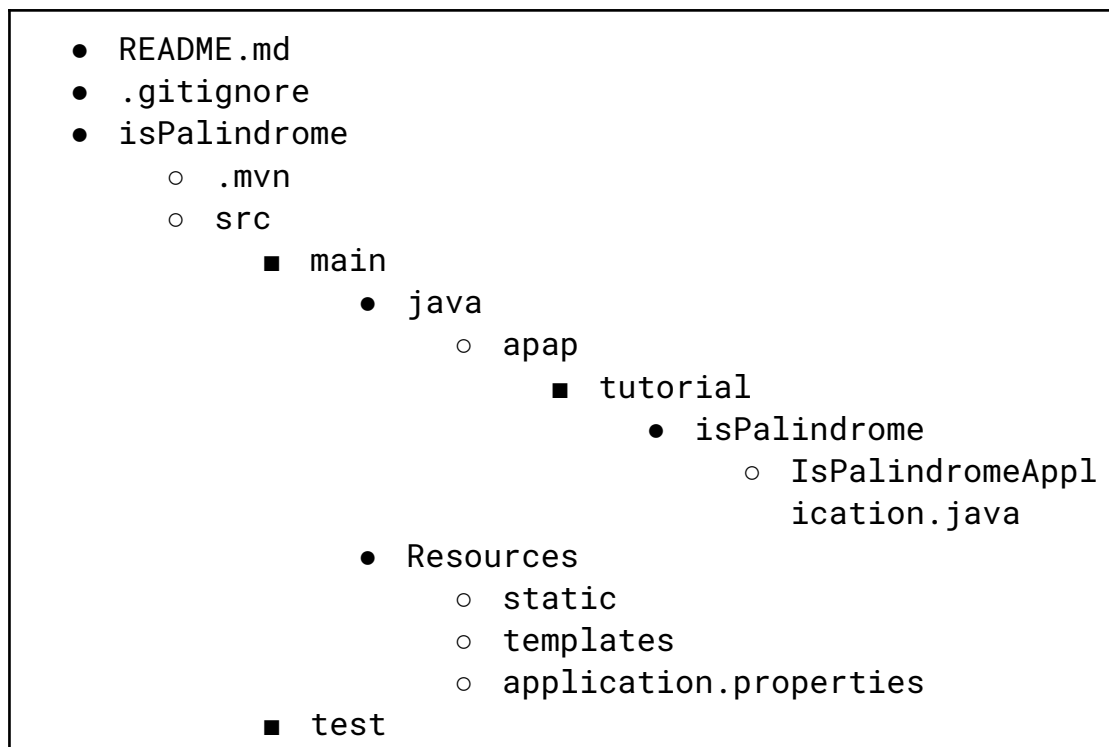 ● README.md
● .gitignore
● isPalindrome
○ .mvn
○ src
■ main
● java
○ apap
■ tutorial
● isPalindrome
○ IsPalindromeAppl
ication.java
● Resources
○ static
○ templates
○ application.properties
■ test